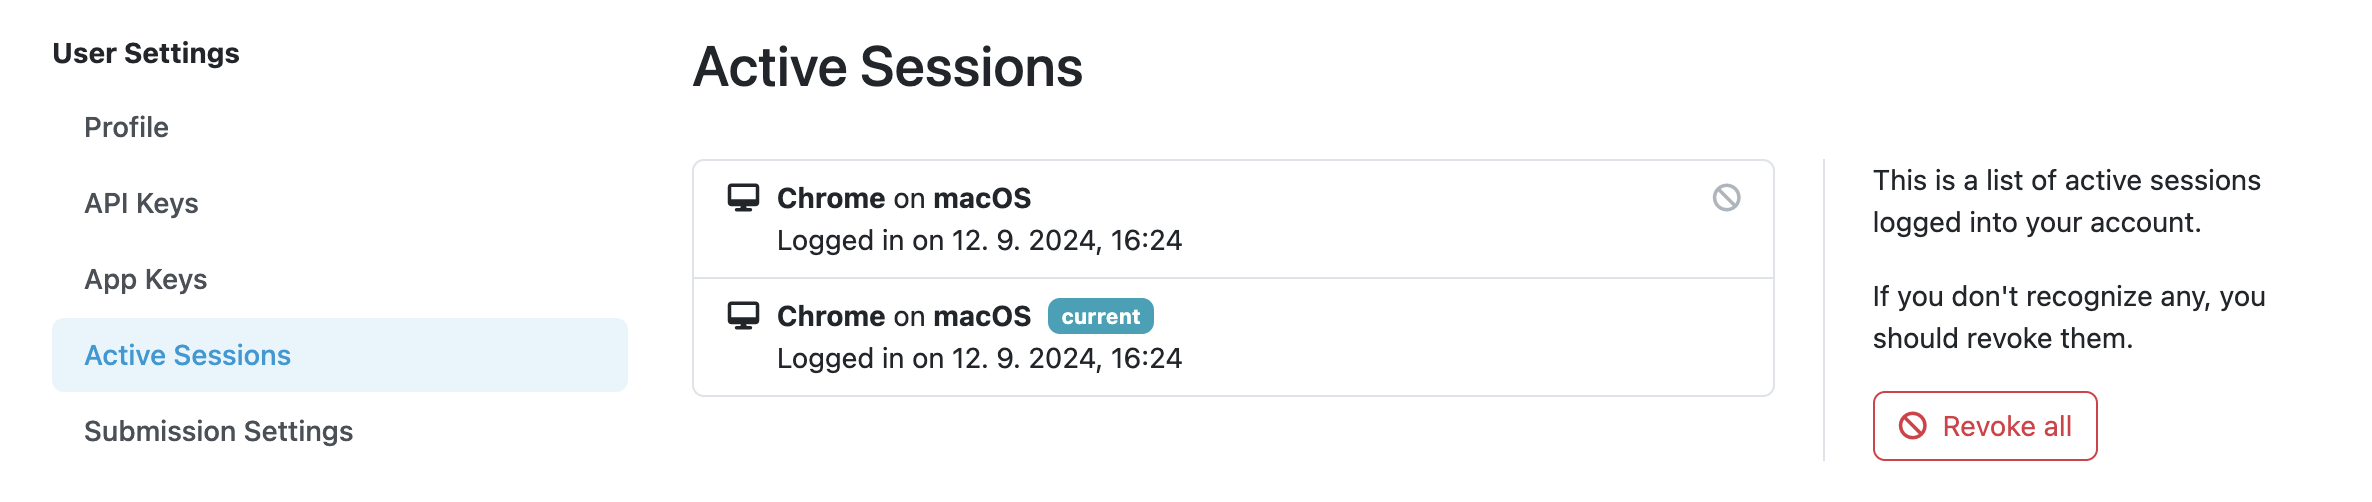 User Settings
Profile
API Keys
App Keys
Active Sessions
Submission Settings
Active Sessions
Chrome on macOS
Logged in on 12. 9. 2024, 16:24
Chrome on macOS current
Logged in on 12. 9. 2024, 16:24
This is a list of active sessions
logged into your account.
If you don't recognize any, you
should revoke them.
Revoke all